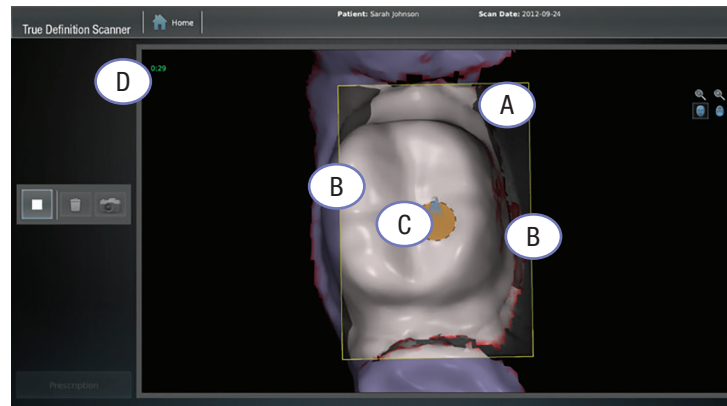 True Definition Scanner
Home
Patient: Sarah Johnson
Scan Date: 2012-09-24
D
0:29
A
B
C
B
Prescription